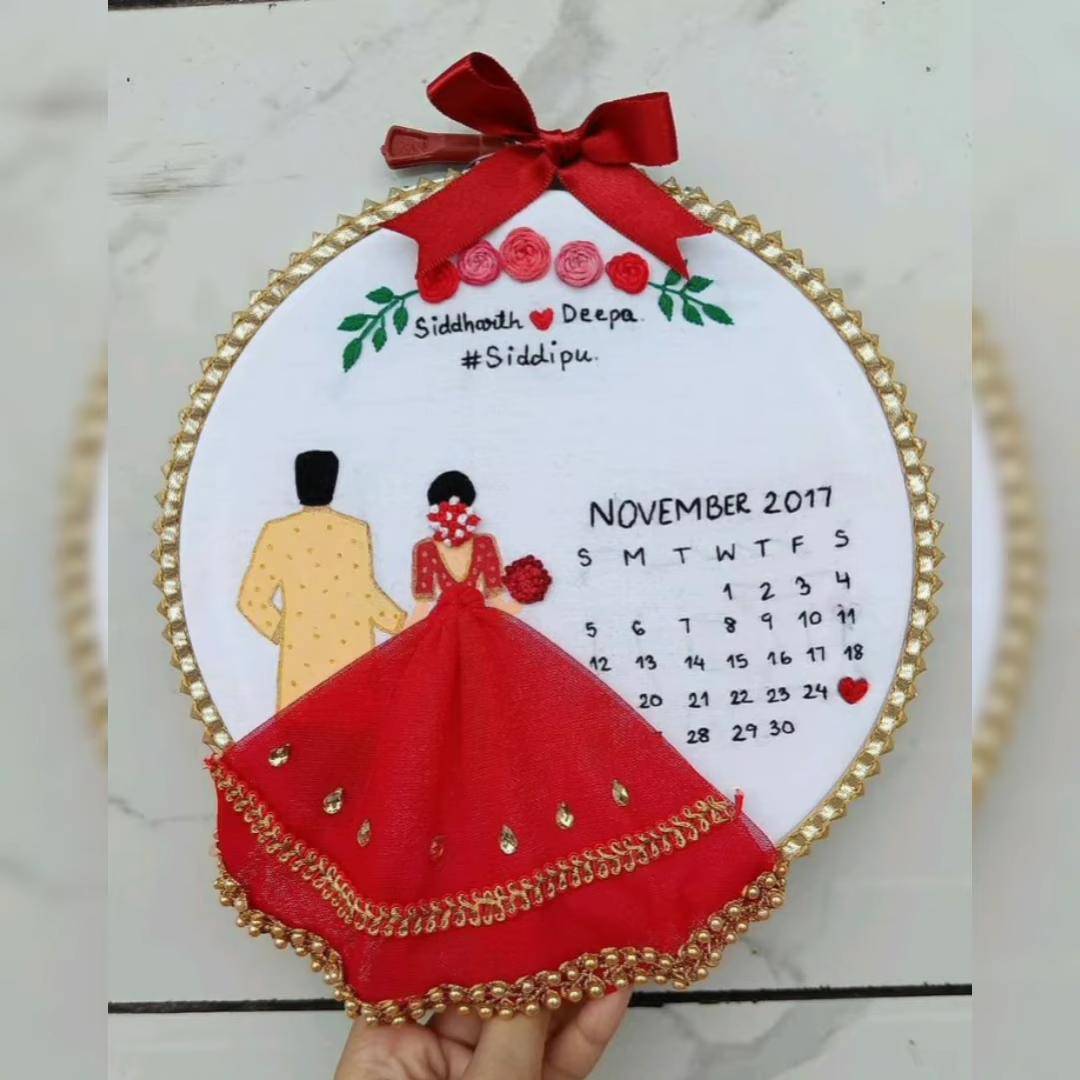 Siddharth Deepa.
#Siddipu.
NOVEMBER 2017
S M T W T F S
1 2 3 4
5 6 7 8 9 10 11
12 13 14 15 16 17 18
20 21 22 23 24
28 29 30